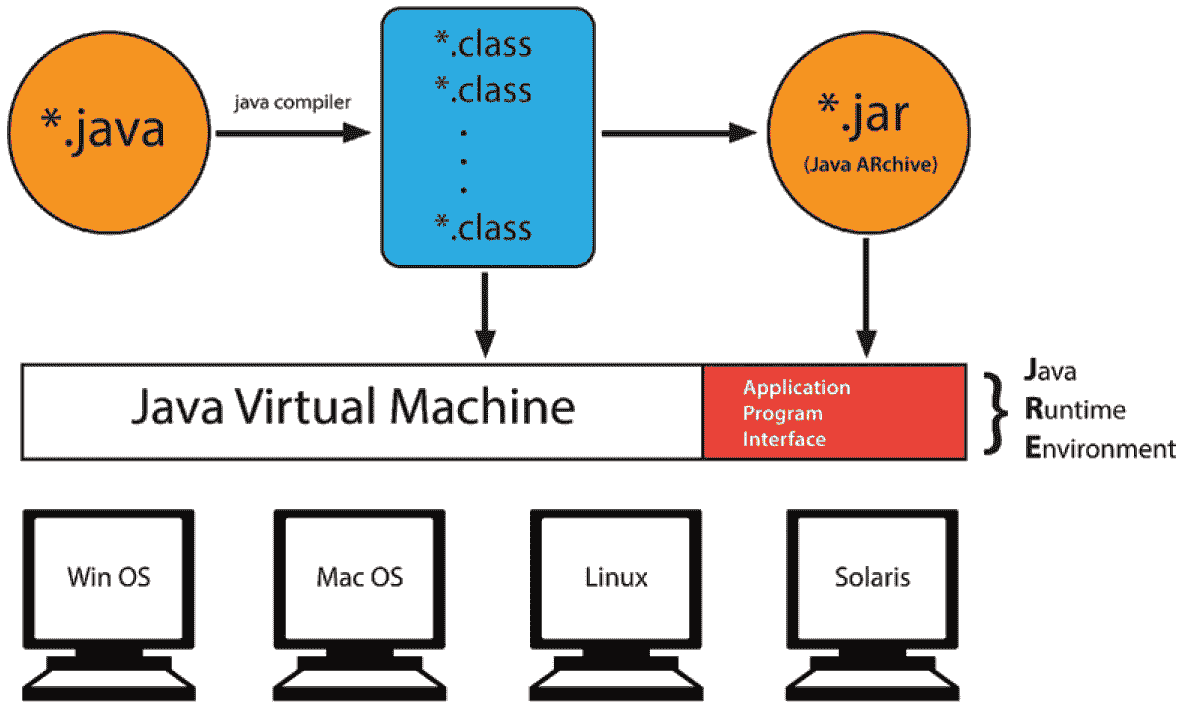 *.java
java compiler
*.class
*.class
.
.
.
*.class
*.jar
(Java ARchive)
Java Virtual Machine
Application
Program
Interface
Java
Runtime
Environment
Win OS
Mac OS
Linux
Solaris